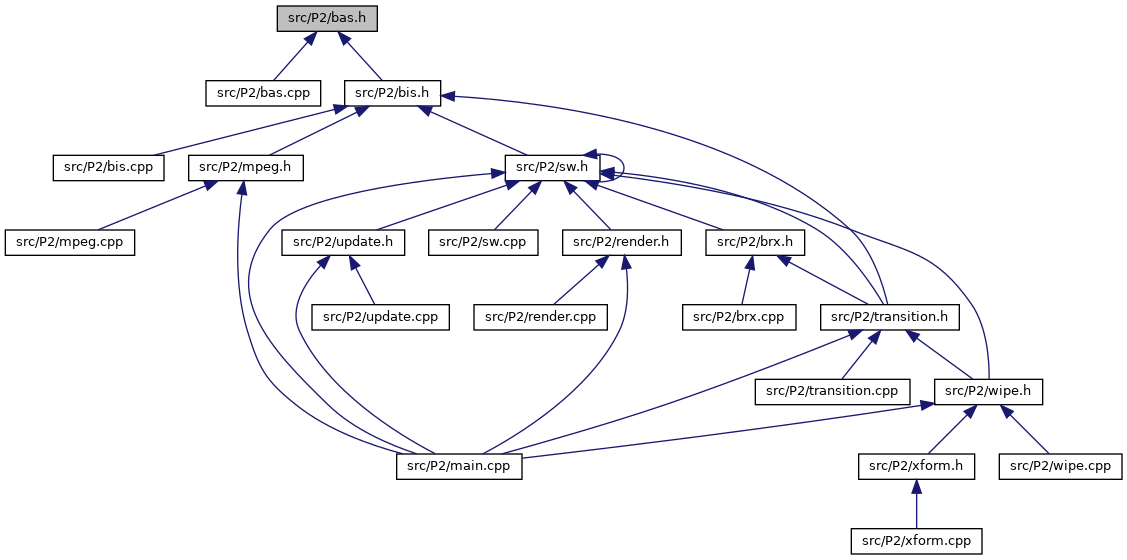 src/P2/bas.h
src/P2/bas.cpp
src/P2/bis.h
src/P2/bis.cpp
src/P2/mpeg.h
src/P2/sw.h
src/P2/mpeg.cpp
src/P2/update.h
src/P2/sw.cpp
src/P2/render.h
src/P2/brx.h
src/P2/update.cpp
src/P2/render.cpp
src/P2/brx.cpp
src/P2/transition.h
src/P2/transition.cpp
src/P2/wipe.h
src/P2/main.cpp
src/P2/xform.h
src/P2/wipe.cpp
src/P2/xform.cpp